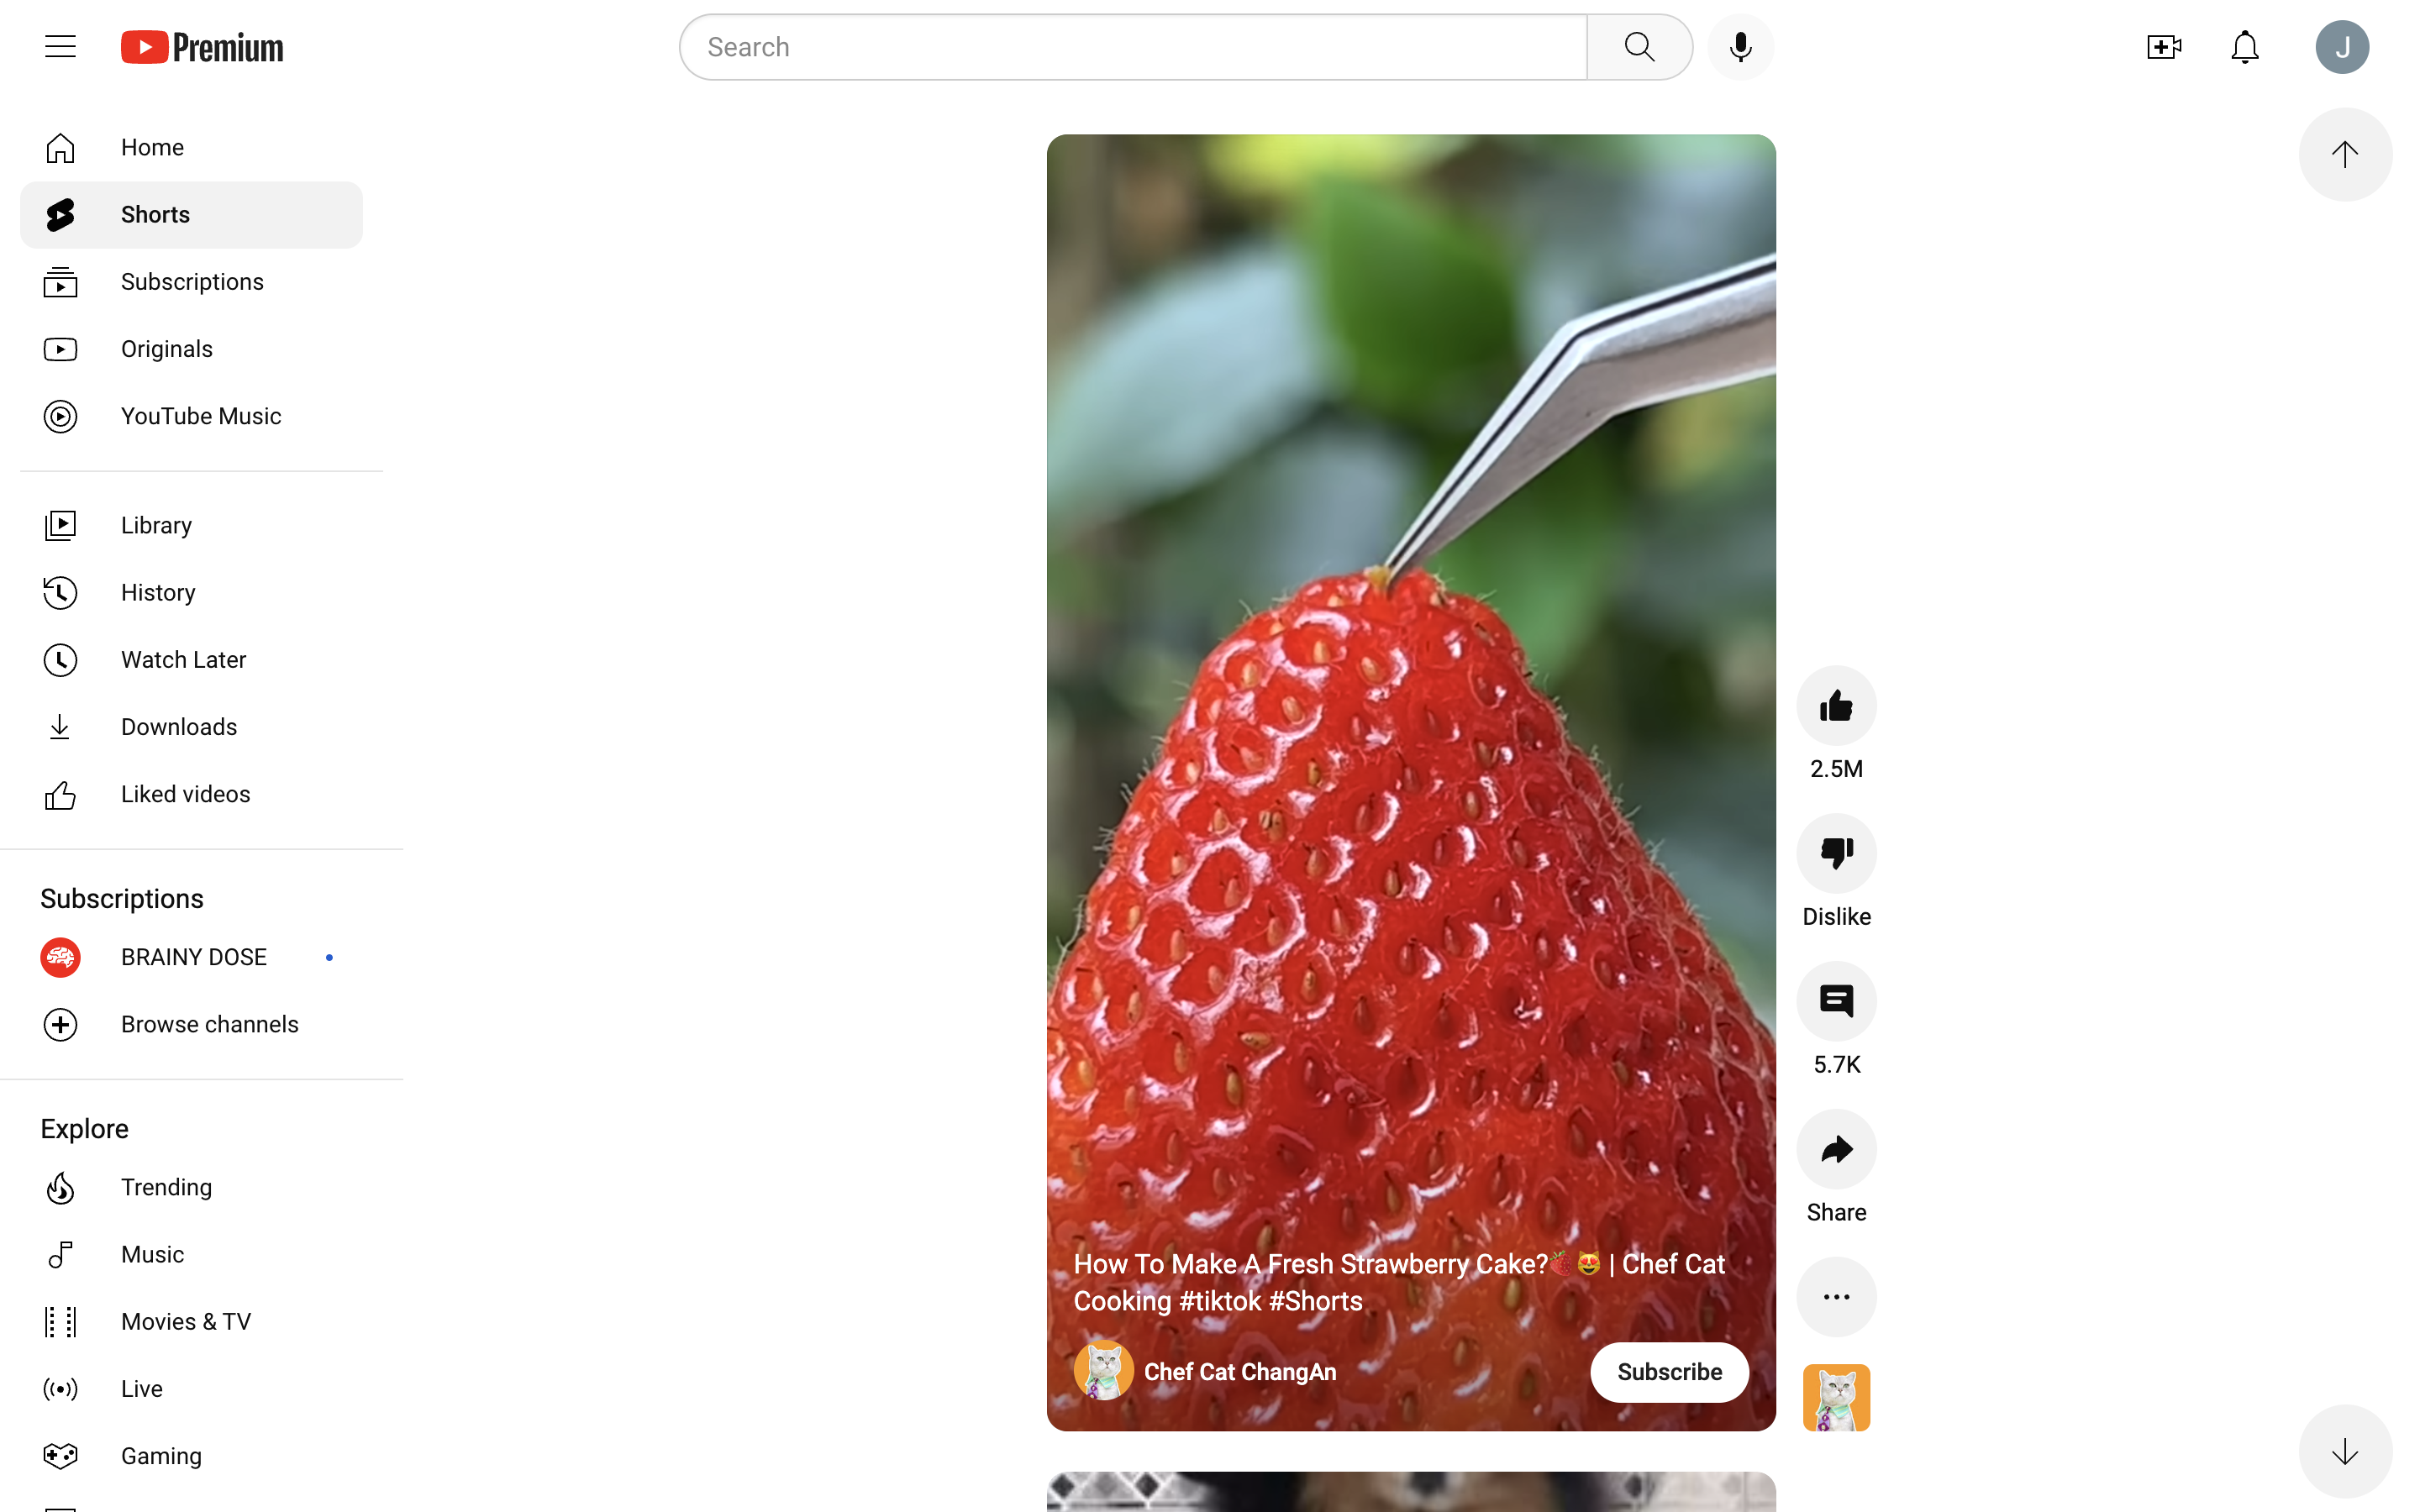 Premium
Search
J
Home
Shorts
Subscriptions
Originals
YouTube Music
Library
History
Watch Later
Downloads
Liked videos
Subscriptions
BRAINY DOSE
Browse channels
Explore
Trending
Music
Movies & TV
Live
Gaming
How To Make A Fresh Strawberry Cake?🍓😻 | Chef Cat
Cooking #tiktok #Shorts
Chef Cat ChangAn
Subscribe
2.5M
Dislike
5.7K
Share